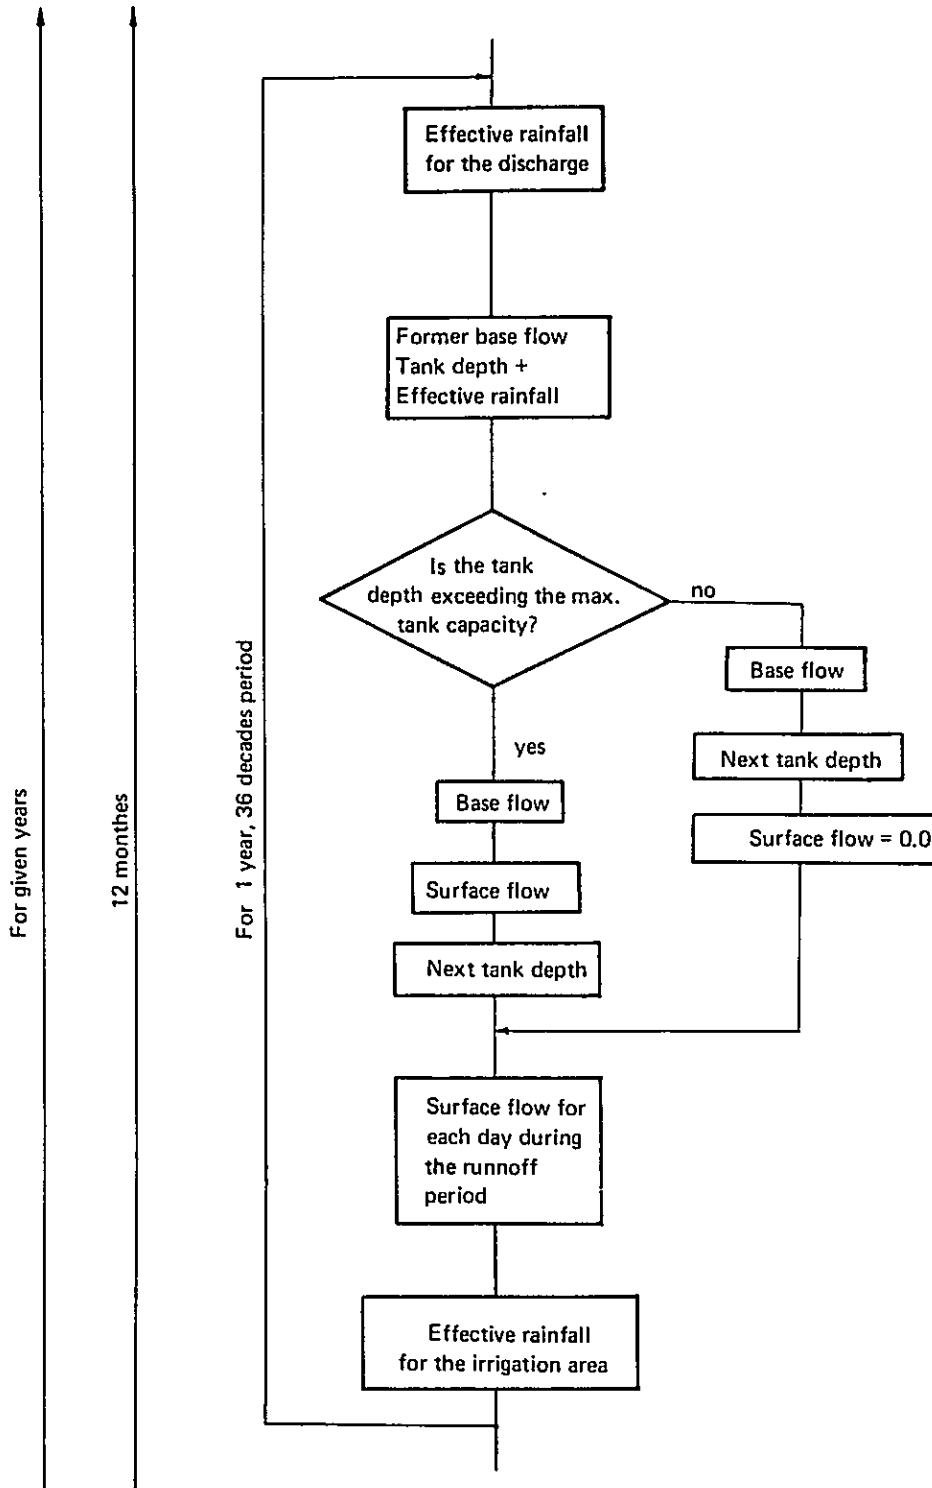 Effective rainfall
for the discharge
Former base flow
Tank depth +
Effective rainfall
Is the tank
depth exceeding the max.
tank capacity?
no
Base flow
Next tank depth
Surface flow = 0.0
yes
Base flow
Surface flow
Next tank depth
Surface flow for
each day during
the runnoff
period
Effective rainfall
for the irrigation area
For given years
12 monthes
For 1 year, 36 decades period